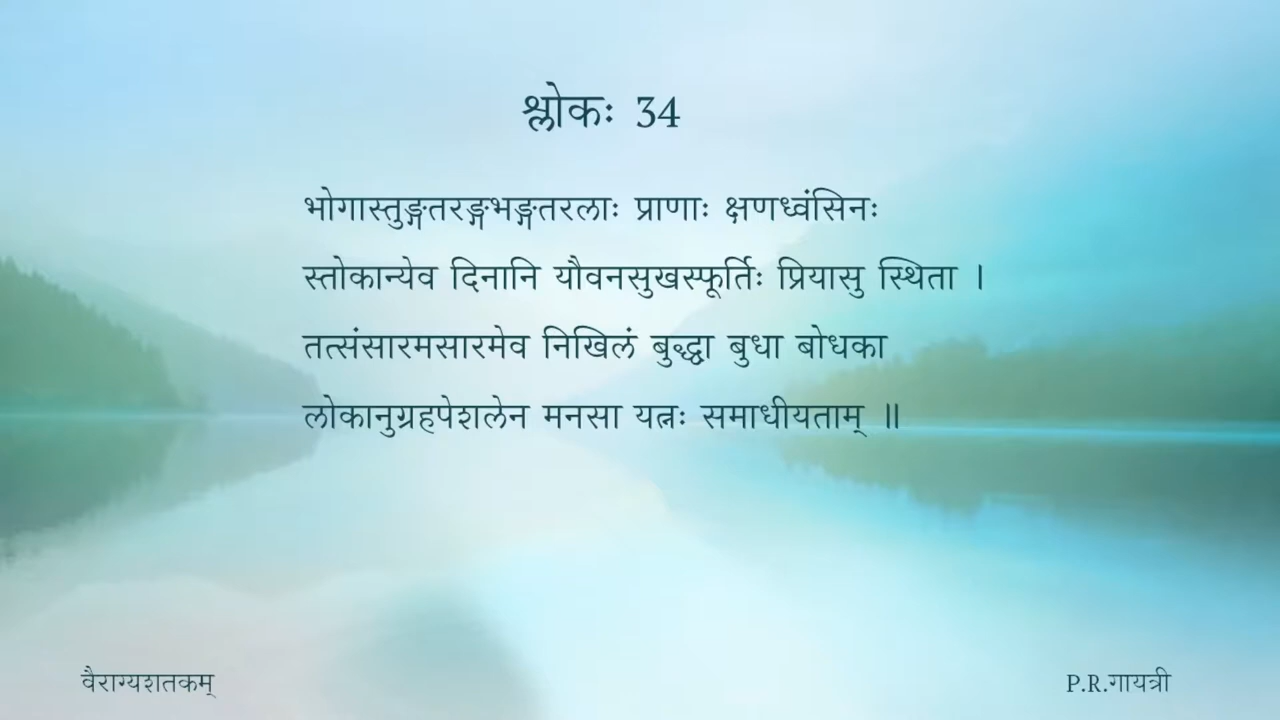 श्लोकः 34
भोगास्तुङ्गतरङ्गभङ्गतरलाः प्राणाः क्षणध्वंसिनः
स्तोकान्येव दिनानि यौवनसुखस्फूर्तिः प्रियासु स्थिता ।
तत्संसारमसारमेव निखिलं बुद्ध्वा बुधा बोधका
लोकानुग्रहपेशलेन मनसा यत्नः समाधीयताम् ॥
वैराग्यशतकम्
P.R.गायत्री